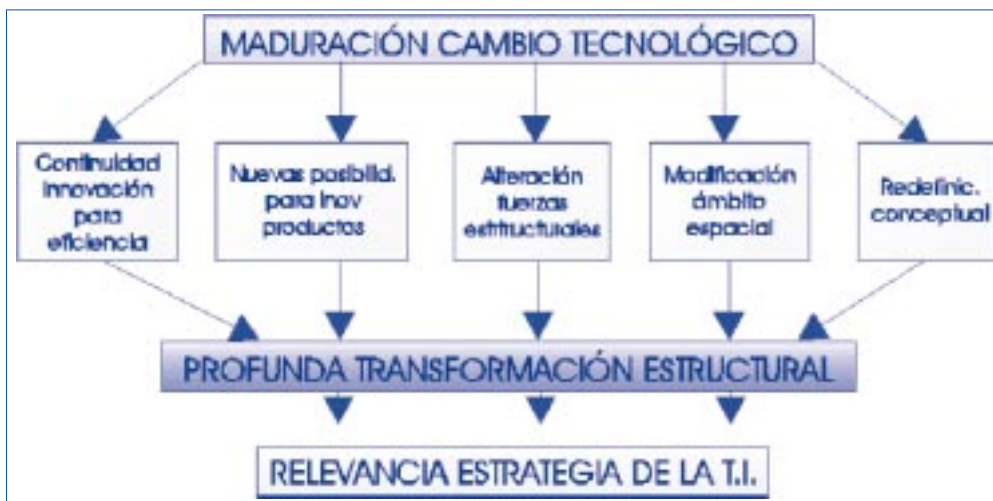 MADURACIÓN CAMBIO TECNOLÓGICO
Continuidad
innovación
para
eficiencia
Nuevas posibilid.
para inov
productos
Alteración
fuerzas
estructurales
Modificación
ámbito
espacial
Redefinic.
conceptual
PROFUNDA TRANSFORMACIÓN ESTRUCTURAL
RELEVANCIA ESTRATEGIA DE LA T.I.